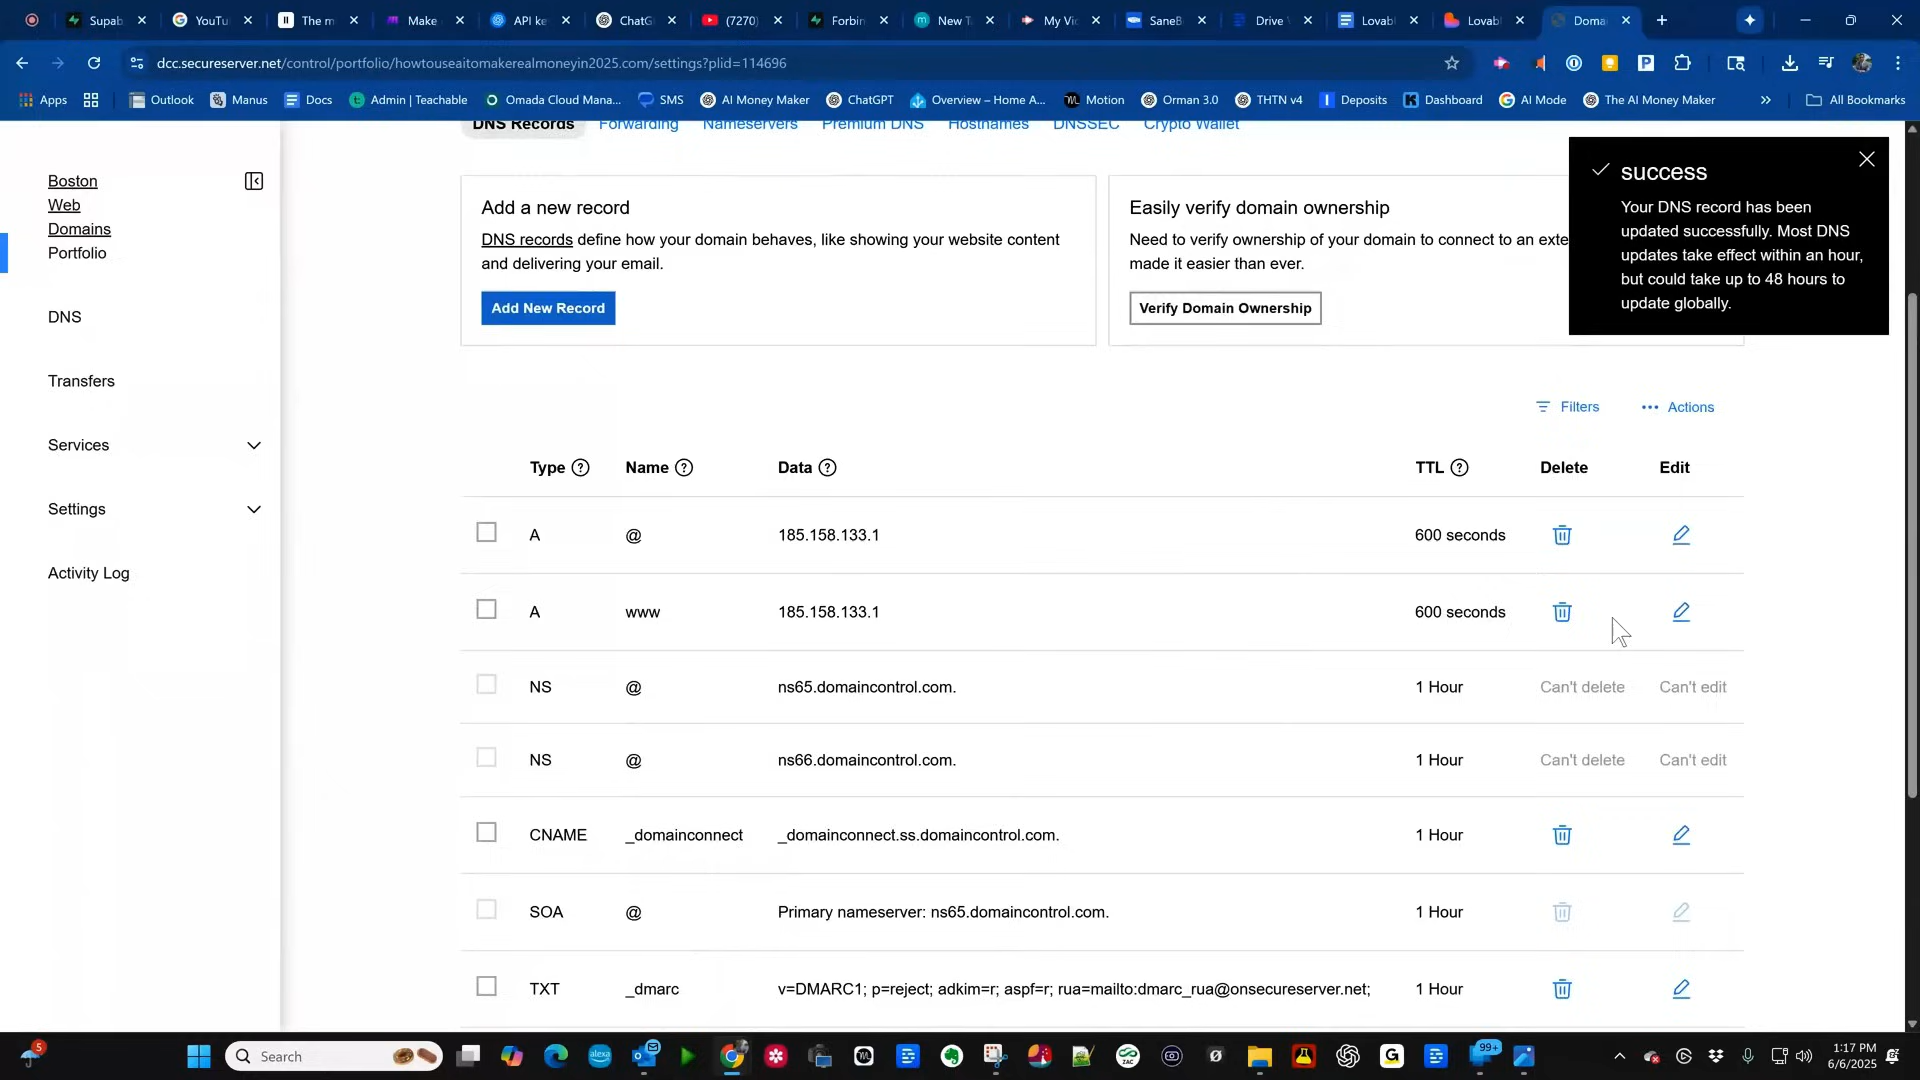 Supab
YouTu
The m
Make
API ke
ChatG
(7270)
Forbin
New T
My Vi
SaneB
Drive
Lovab
Lovab
Domai
dcc.secureserver.net/control/portfolio/howtouseaitomakerealmoneyin2025.com/settings?plid=114696
Apps
Outlook
Manus
Docs
Admin | Teachable
Omada Cloud Mana...
SMS
AI Money Maker
ChatGPT
Overview – Home A...
Motion
Orman 3.0
THTN v4
Deposits
Dashboard
AI Mode
The AI Money Maker
All Bookmarks
DNS Records
Forwarding
Nameservers
Premium DNS
Hostnames
DNSSEC
Crypto Wallet
Boston
Web
Domains
Portfolio
DNS
Transfers
Services
Settings
Activity Log
Add a new record
DNS records define how your domain behaves, like showing your website content
and delivering your email.
Add New Record
Easily verify domain ownership
Need to verify ownership of your domain to connect to an exte
made it easier than ever.
Verify Domain Ownership
success
Your DNS record has been
updated successfully. Most DNS
updates take effect within an hour,
but could take up to 48 hours to
update globally.
Filters
Actions
Type Name Data TTL Delete Edit
A @ 185.158.133.1 600 seconds
A www 185.158.133.1 600 seconds
NS @ ns65.domaincontrol.com. 1 Hour Can't delete Can't edit
NS @ ns66.domaincontrol.com. 1 Hour Can't delete Can't edit
CNAME _domainconnect _domainconnect.ss.domaincontrol.com. 1 Hour
SOA @ Primary nameserver: ns65.domaincontrol.com. 1 Hour
TXT _dmarc v=DMARC1; p=reject; adkim=r; aspf=r; rua=mailto:dmarc_rua@onsecureserver.net; 1 Hour
5
Search
alexa
ZAC
99+
1:17 PM
6/6/2025